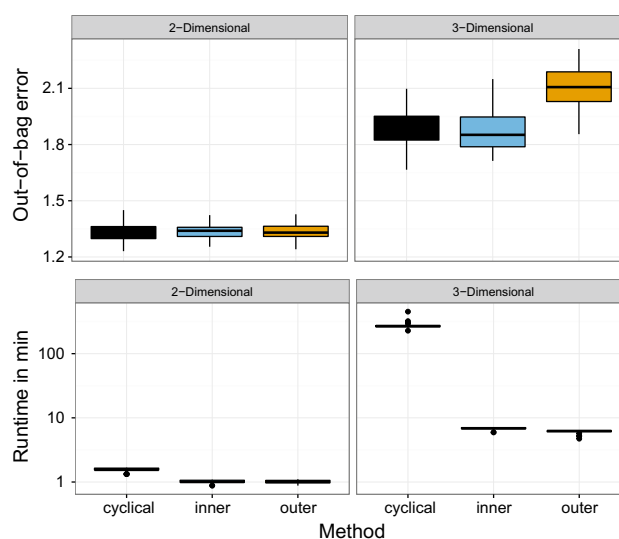 2−Dimensional
3−Dimensional
Out−of−bag error
2.1
1.8
1.5
1.2
2−Dimensional
3−Dimensional
Runtime in min
100
10
1
cyclical
inner
outer
cyclical
inner
outer
Method